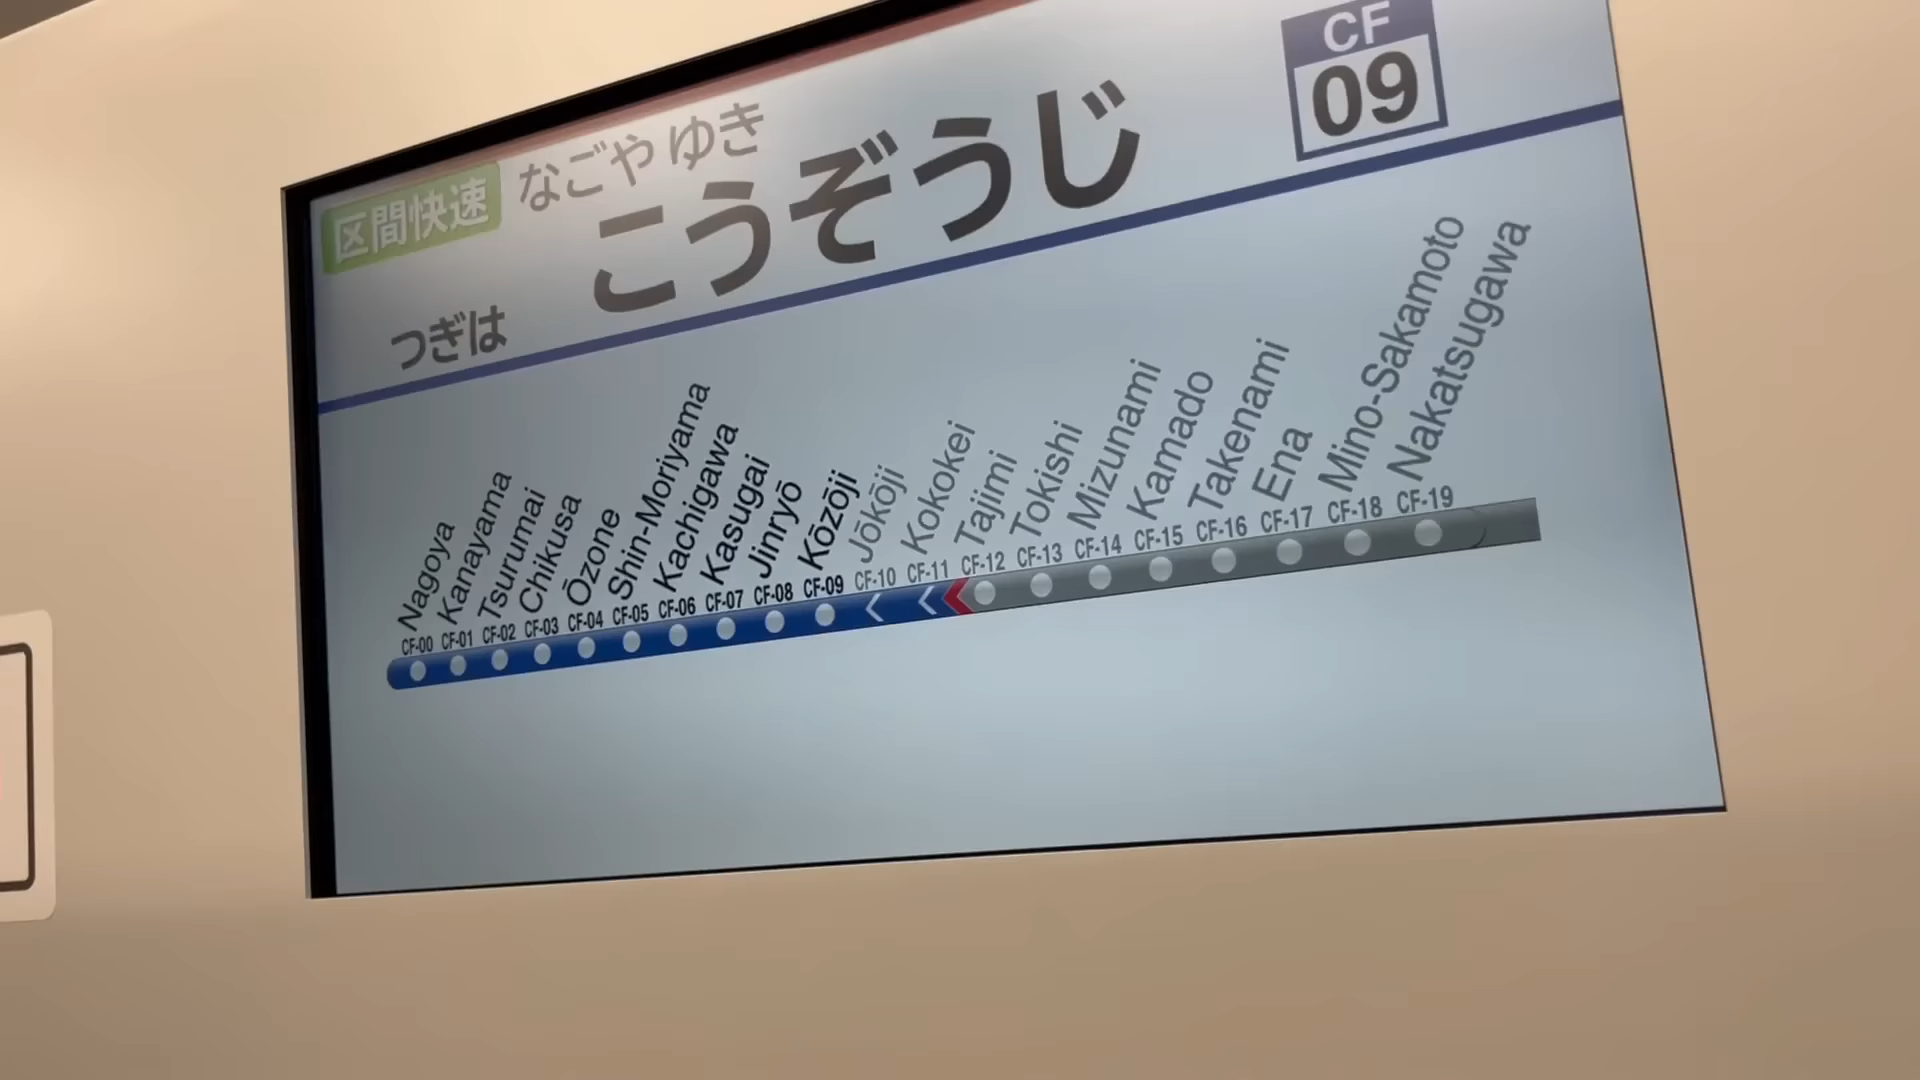 区間快速 なごや ゆき
つぎは こうぞうじ
CF
09
Nagoya
Kanayama
Tsurumai
Chikusa
Ōzone
Shin-Moriyama
Kachigawa
Kasugai
Jinryō
Kōzōji
Jōkōji
Kokokei
Tajimi
Tokishi
Mizunami
Kamado
Takenami
Ena
Mino-Sakamoto
Nakatsugawa
CF-00 CF-01 CF-02 CF-03 CF-04 CF-05 CF-06 CF-07 CF-08 CF-09 CF-10 CF-11 CF-12 CF-13 CF-14 CF-15 CF-16 CF-17 CF-18 CF-19